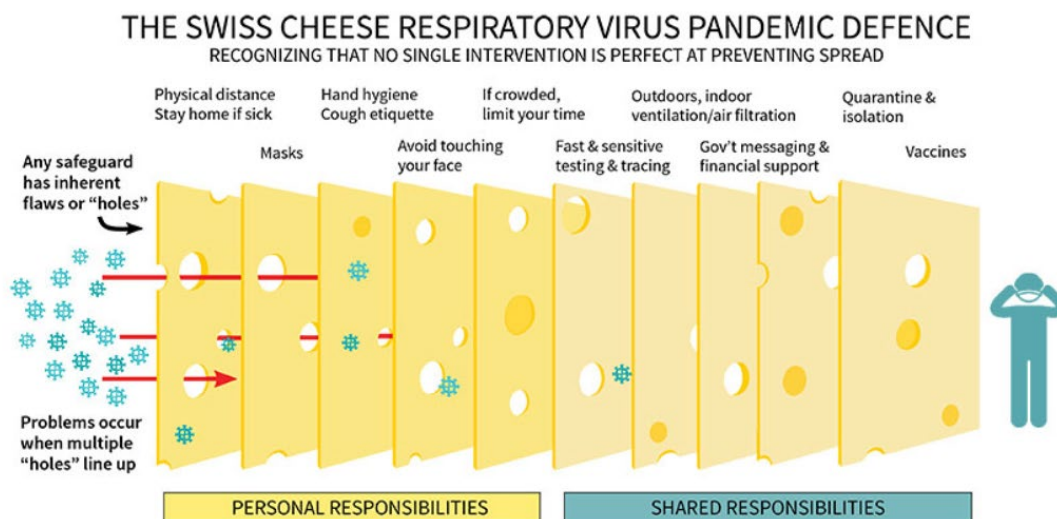 THE SWISS CHEESE RESPIRATORY VIRUS PANDEMIC DEFENCE
RECOGNIZING THAT NO SINGLE INTERVENTION IS PERFECT AT PREVENTING SPREAD
Physical distance
Stay home if sick
Masks
Hand hygiene
Cough etiquette
Avoid touching
your face
If crowded,
limit your time
Fast & sensitive
testing & tracing
Outdoors, indoor
ventilation/air filtration
Gov't messaging &
financial support
Quarantine &
isolation
Vaccines
Any safeguard
has inherent
flaws or “holes”
Problems occur
when multiple
“holes” line up
PERSONAL RESPONSIBILITIES
SHARED RESPONSIBILITIES